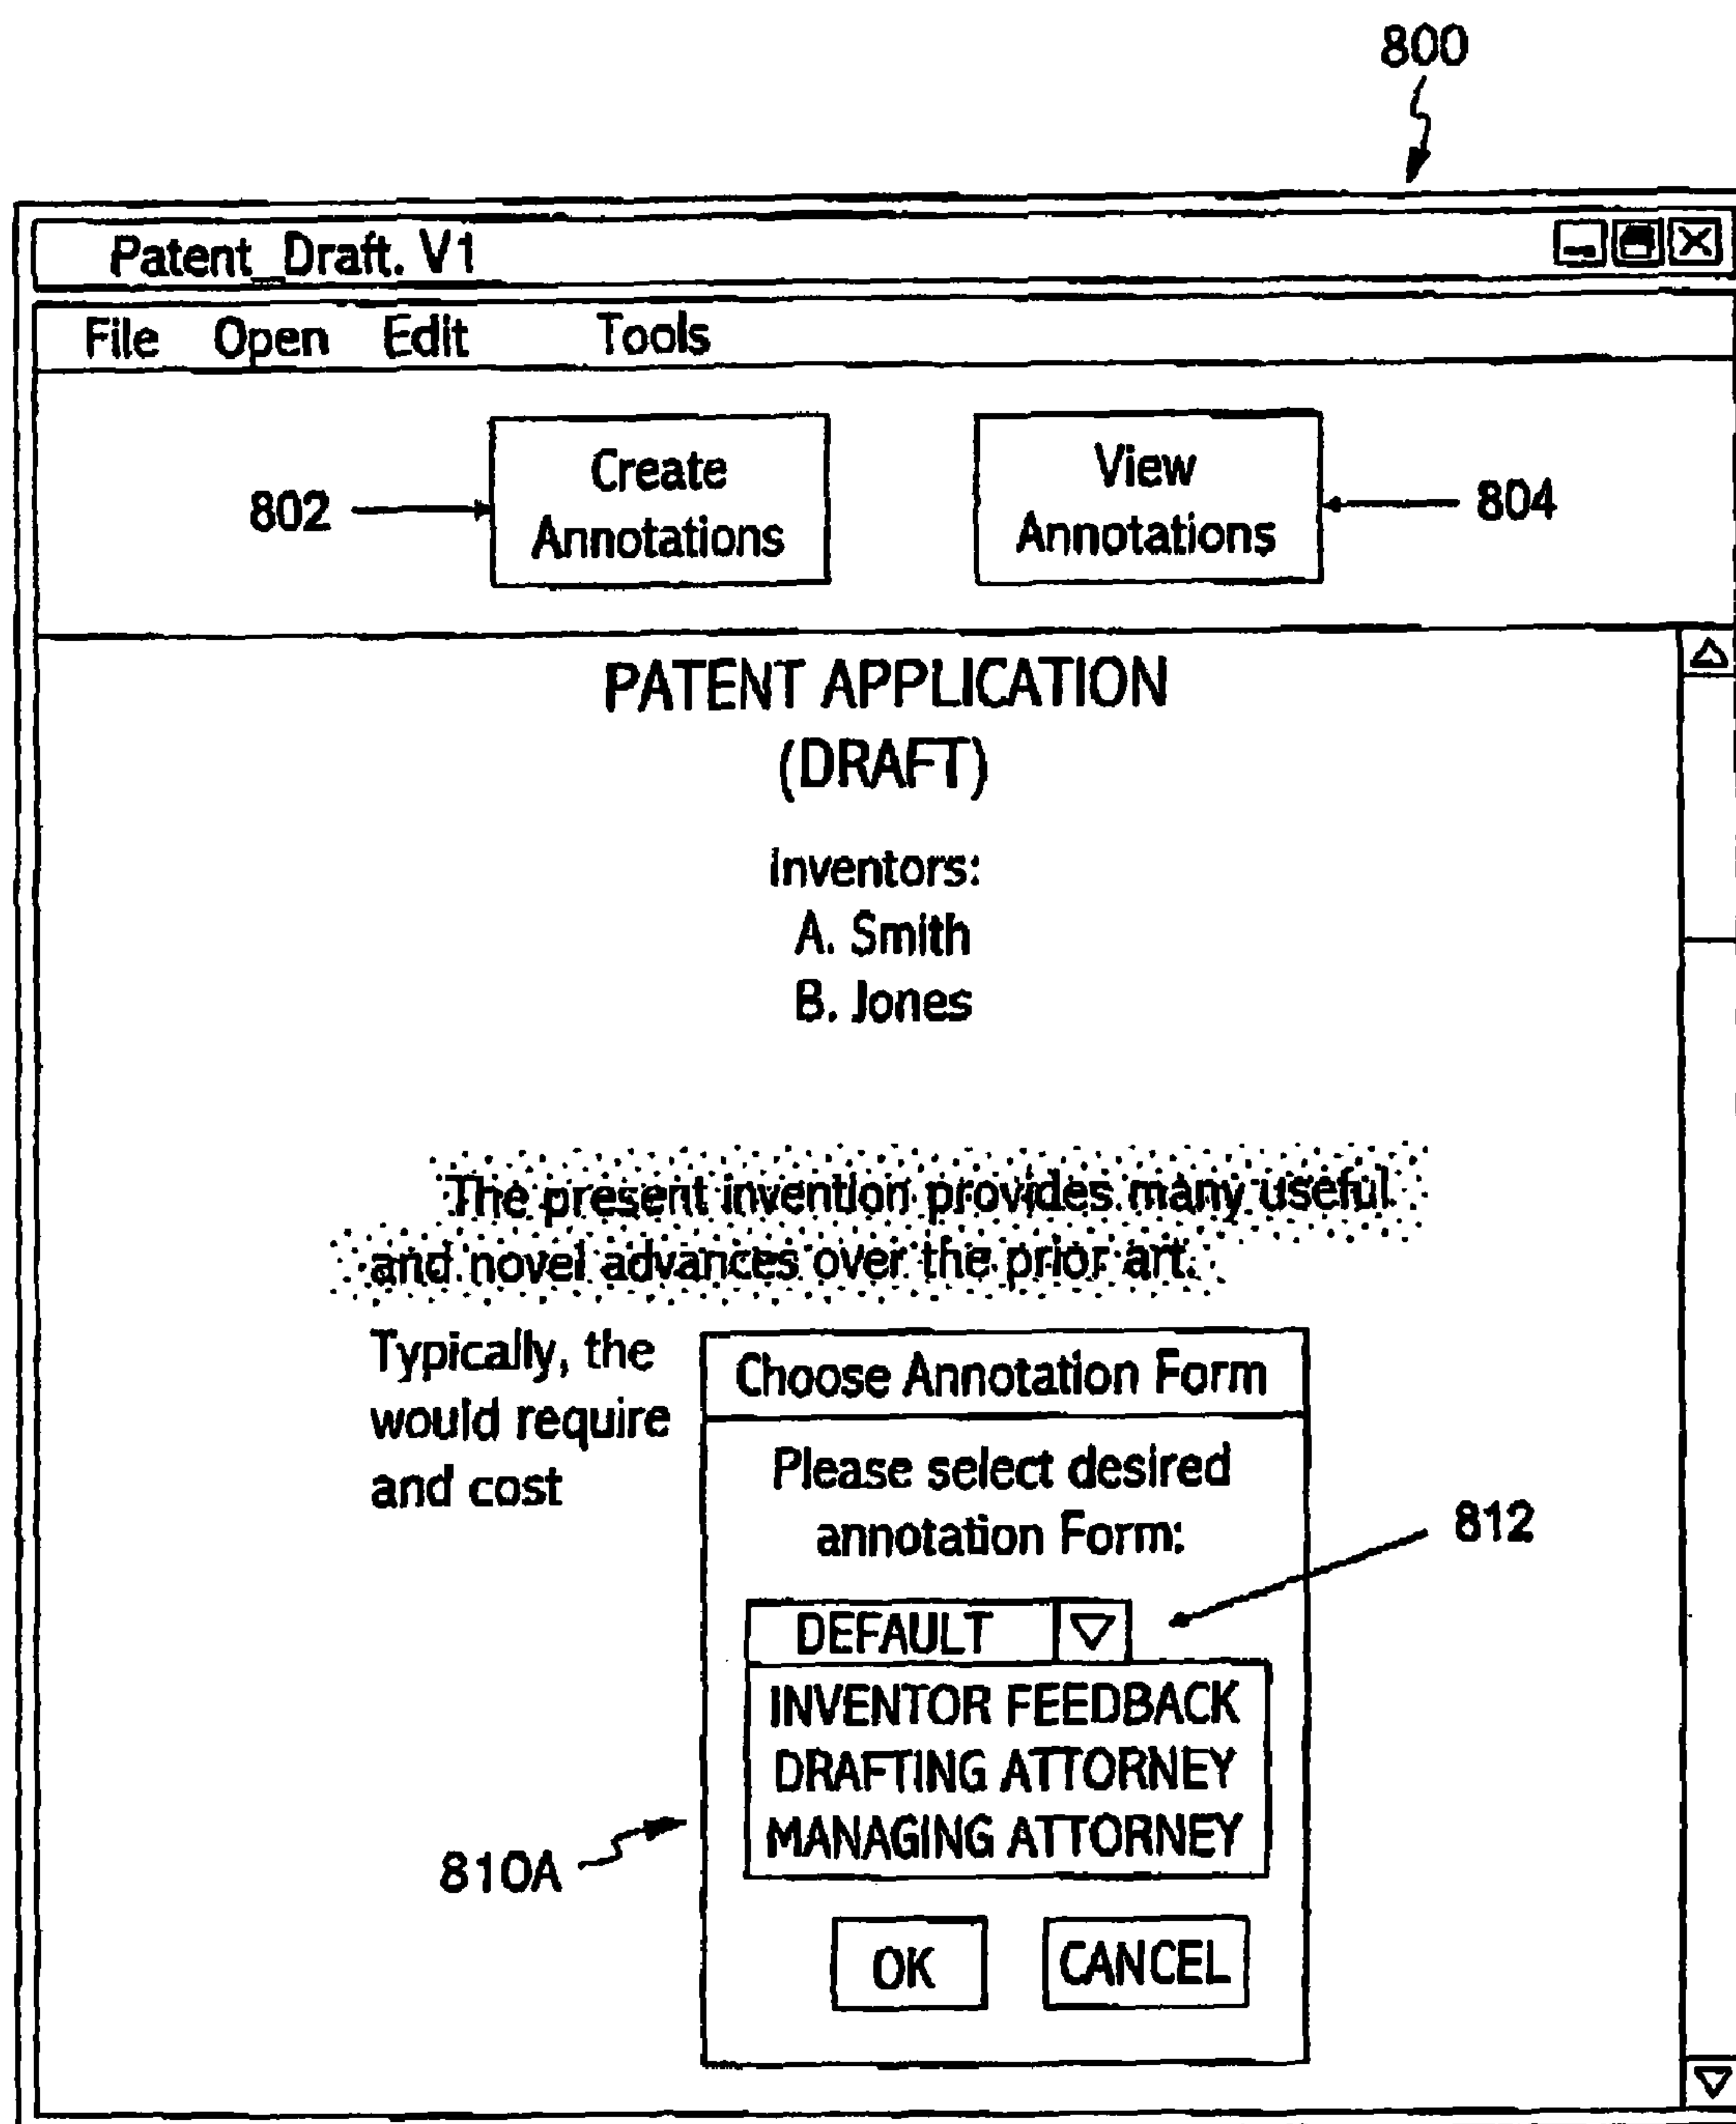 800
Patent_Draft. V1
File Open Edit Tools
Create
Annotations
View
Annotations
802
804
PATENT APPLICATION
(DRAFT)
Inventors:
A. Smith
B. Jones
The present invention provides many useful
and novel advances over the prior art.
Typically, the
would require
and cost
Choose Annotation Form
Please select desired
annotation Form:
812
DEFAULT
INVENTOR FEEDBACK
DRAFTING ATTORNEY
MANAGING ATTORNEY
810A
OK CANCEL